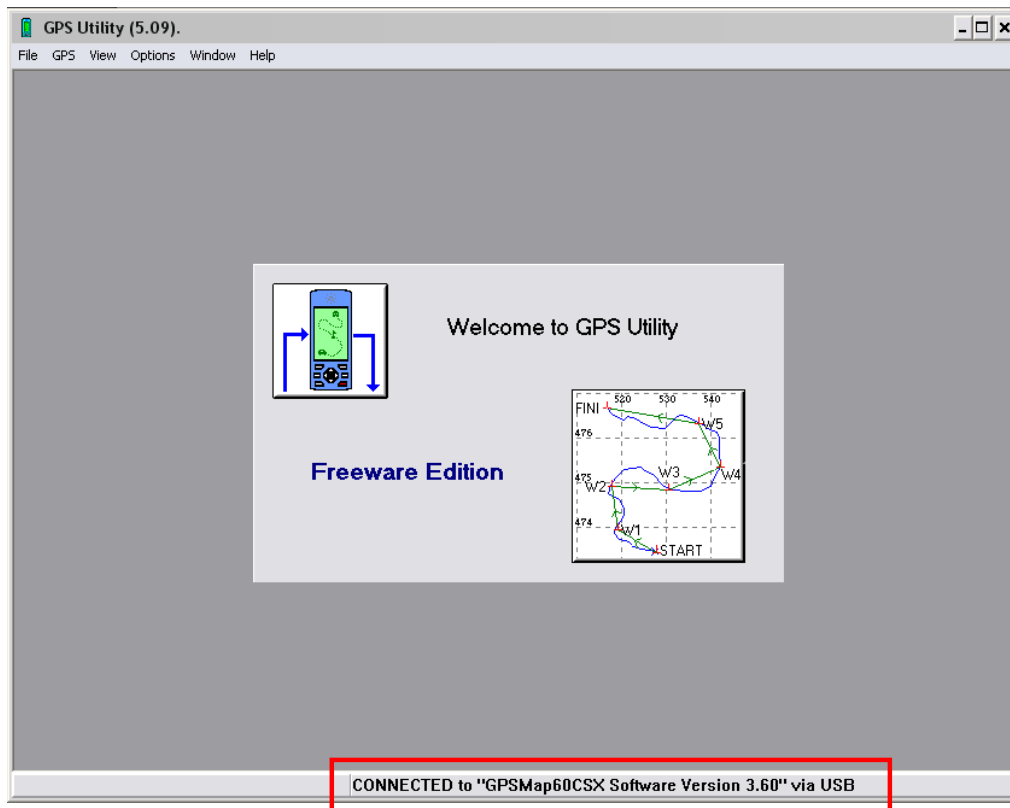 GPS Utility (5.09).
File GPS View Options Window Help
Welcome to GPS Utility
Freeware Edition
520 530 540
FINI
W5
476
W3
W4
475
W2
474
W1
START
CONNECTED to "GPSMap60CSX Software Version 3.60" via USB